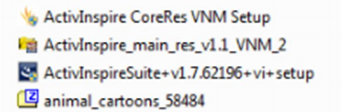 ActivInspire CoreRes VNM Setup
ActivInspire_main_res_v1.1_VNM_2
ActivInspireSuite+v1.7.62196+vi+setup
animal_cartoons_58484